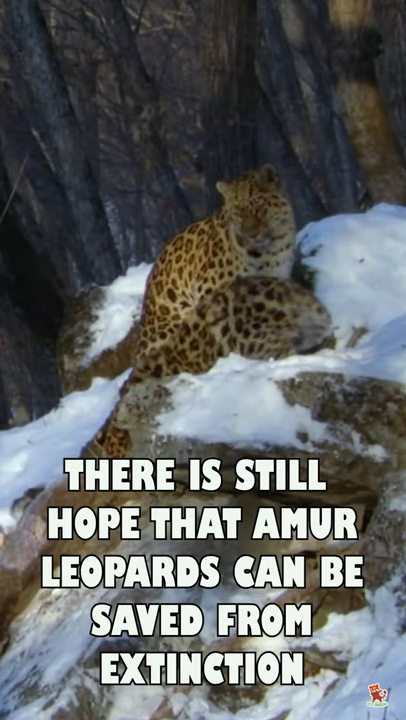 THERE IS STILL
HOPE THAT AMUR
LEOPARDS CAN BE
SAVED FROM
EXTINCTION